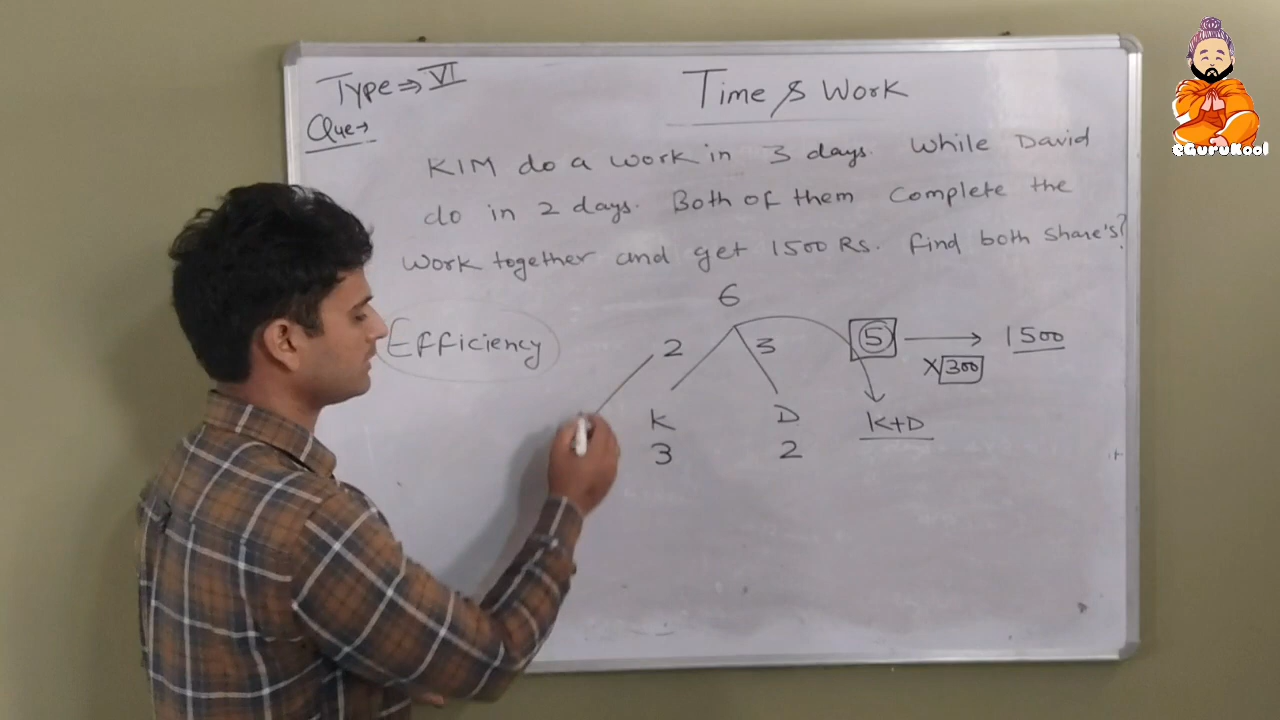 Type ⇒ VI
Time & Work
Que→
KIM do a work in 3 days. While David
do in 2 days. Both of them complete the
work together and get 1500 Rs. find both share's?
6
Efficiency
2 3 5 → 1500
×300
K D K+D
3 2
eGuruKool